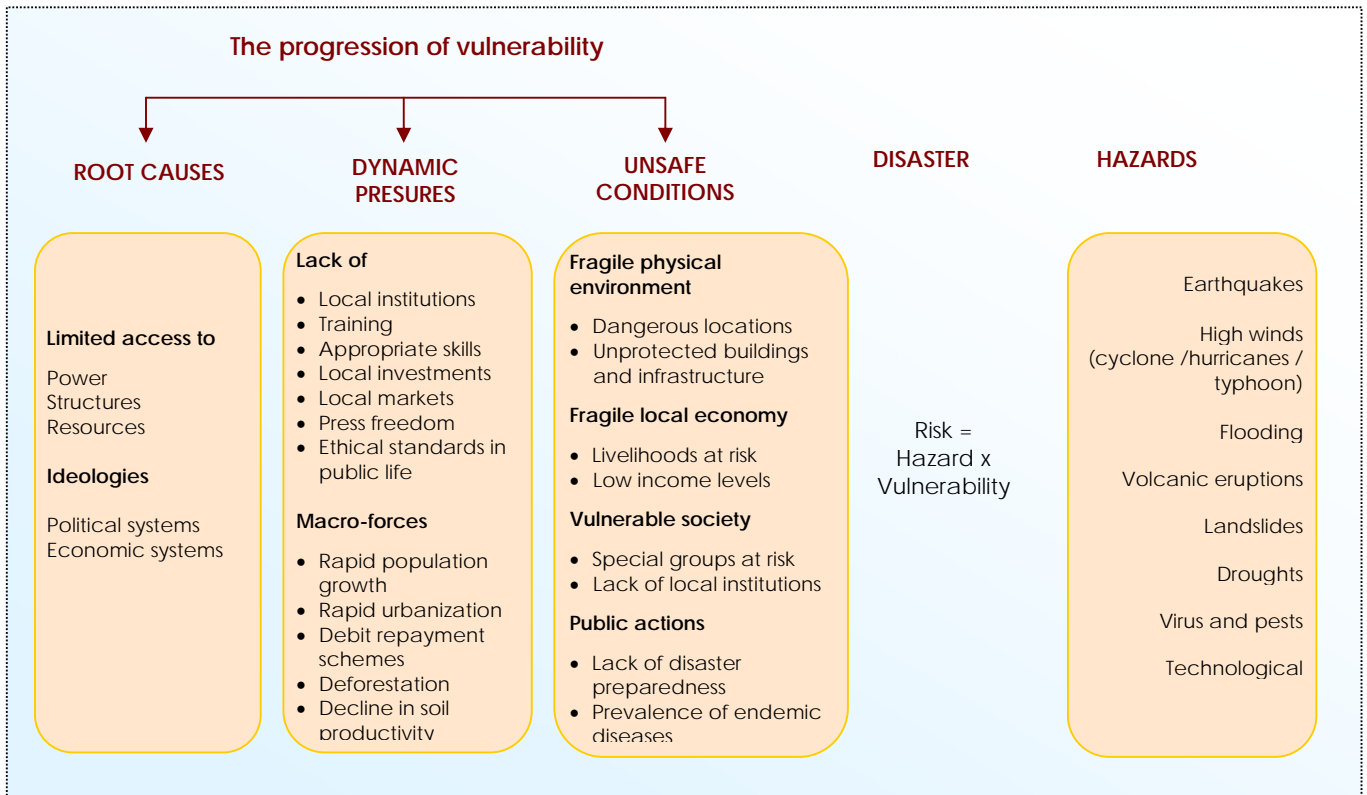 The progression of vulnerability
ROOT CAUSES
DYNAMIC
PRESURES
UNSAFE
CONDITIONS
DISASTER
HAZARDS
Limited access to
Power
Structures
Resources
Ideologies
Political systems
Economic systems
Lack of
• Local institutions
• Training
• Appropriate skills
• Local investments
• Local markets
• Press freedom
• Ethical standards in
public life
Macro-forces
• Rapid population
growth
• Rapid urbanization
• Debit repayment
schemes
• Deforestation
• Decline in soil
productivity
Fragile physical
environment
• Dangerous locations
• Unprotected buildings
and infrastructure
Fragile local economy
• Livelihoods at risk
• Low income levels
Vulnerable society
• Special groups at risk
• Lack of local institutions
Public actions
• Lack of disaster
preparedness
• Prevalence of endemic
diseases
Risk =
Hazard x
Vulnerability
Earthquakes
High winds
(cyclone /hurricanes /
typhoon)
Flooding
Volcanic eruptions
Landslides
Droughts
Virus and pests
Technological